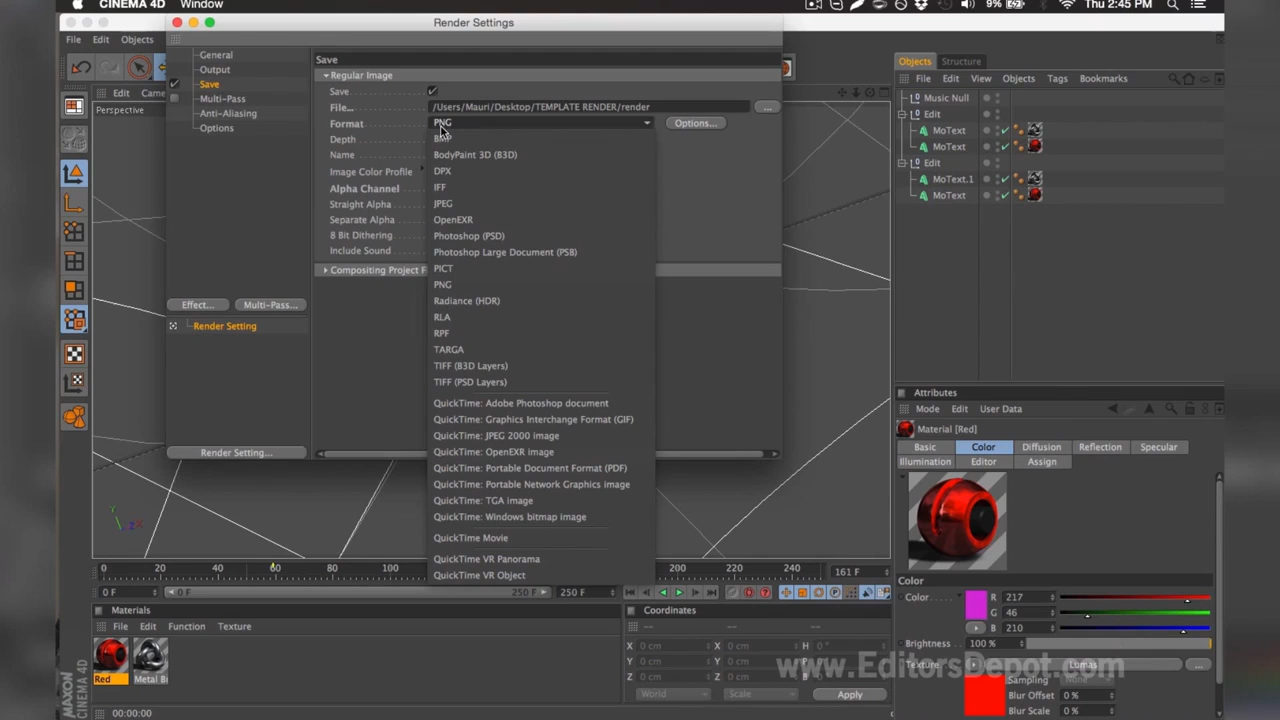 CINEMA 4D Window 9% Thu 2:45 PM
Render Settings
File Edit Objects
General
Output
Save
Multi-Pass
Anti-Aliasing
Options
Effect... Multi-Pass...
Render Setting
Render Setting...
Save
Regular Image
Save
File... /Users/Mauri/Desktop/TEMPLATE RENDER/render ...
Format PNG Options...
Depth
Name
Image Color Profile
Alpha Channel
Straight Alpha
Separate Alpha
8 Bit Dithering
Include Sound
Compositing Project F
BMP
BodyPaint 3D (B3D)
DPX
IFF
JPEG
OpenEXR
Photoshop (PSD)
Photoshop Large Document (PSB)
PICT
PNG
Radiance (HDR)
RLA
RPF
TARGA
TIFF (B3D Layers)
TIFF (PSD Layers)
QuickTime: Adobe Photoshop document
QuickTime: Graphics Interchange Format (GIF)
QuickTime: JPEG 2000 image
QuickTime: OpenEXR image
QuickTime: Portable Document Format (PDF)
QuickTime: Portable Network Graphics image
QuickTime: TGA image
QuickTime: Windows bitmap image
QuickTime Movie
QuickTime VR Panorama
QuickTime VR Object
Perspective
Edit Came
Objects Structure
File Edit View Objects Tags Bookmarks
Music Null
Edit
MoText
MoText
Edit
MoText.1
MoText
Attributes
Mode Edit User Data
Material [Red]
Basic Color Diffusion Reflection Specular
Illumination Editor Assign
Color
Color R 217
G 46
B 210
Brightness 100 %
Texture Lumas ...
Sampling None
Blur Offset 0 %
Blur Scale 0 %
Y
Z X
0 20 40 60 80 100 200 220 240 161 F
0 F 0 F 250 F 250 F
Materials
File Edit Function Texture
Red Metal Br
Coordinates
-- -- --
X 0 cm X 0 cm
Y 0 cm Y 0 cm
Z 0 cm Z 0 cm
World Scale Apply
00:00:00
MAXON
CINEMA 4D
www.EditorsDepot.com